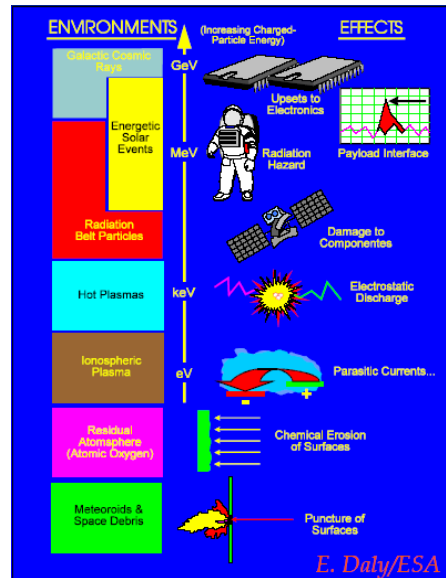 ENVIRONMENTS
(Increasing Charged-
Particle Energy)
EFFECTS
Galactic Cosmic
Rays
GeV
Upsets to
Electronics
Energetic
Solar
Events
MeV
Radiation
Hazard
Payload Interface
Radiation
Belt Particles
Damage to
Componentes
Hot Plasmas
keV
Electrostatic
Discharge
Ionospheric
Plasma
eV
Parasitic Currents...
-
+
Residual
Atomsphere
(Atomic Oxygen)
Chemical Erosion
of Surfaces
Meteoroids &
Space Debris
Puncture of
Surfaces
E. Daly/ESA